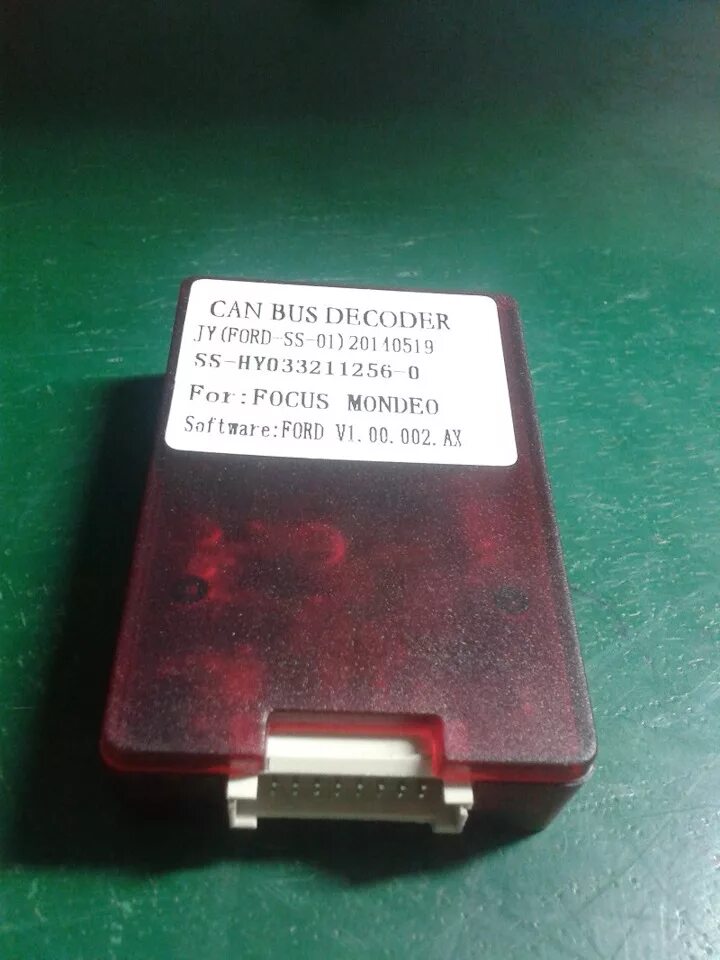 CAN BUS DECODER
JY(FORD-SS-01)20110519
SS-HY033211256-0
For:FOCUS MONDEO
Software:FORD V1.00.002.AX